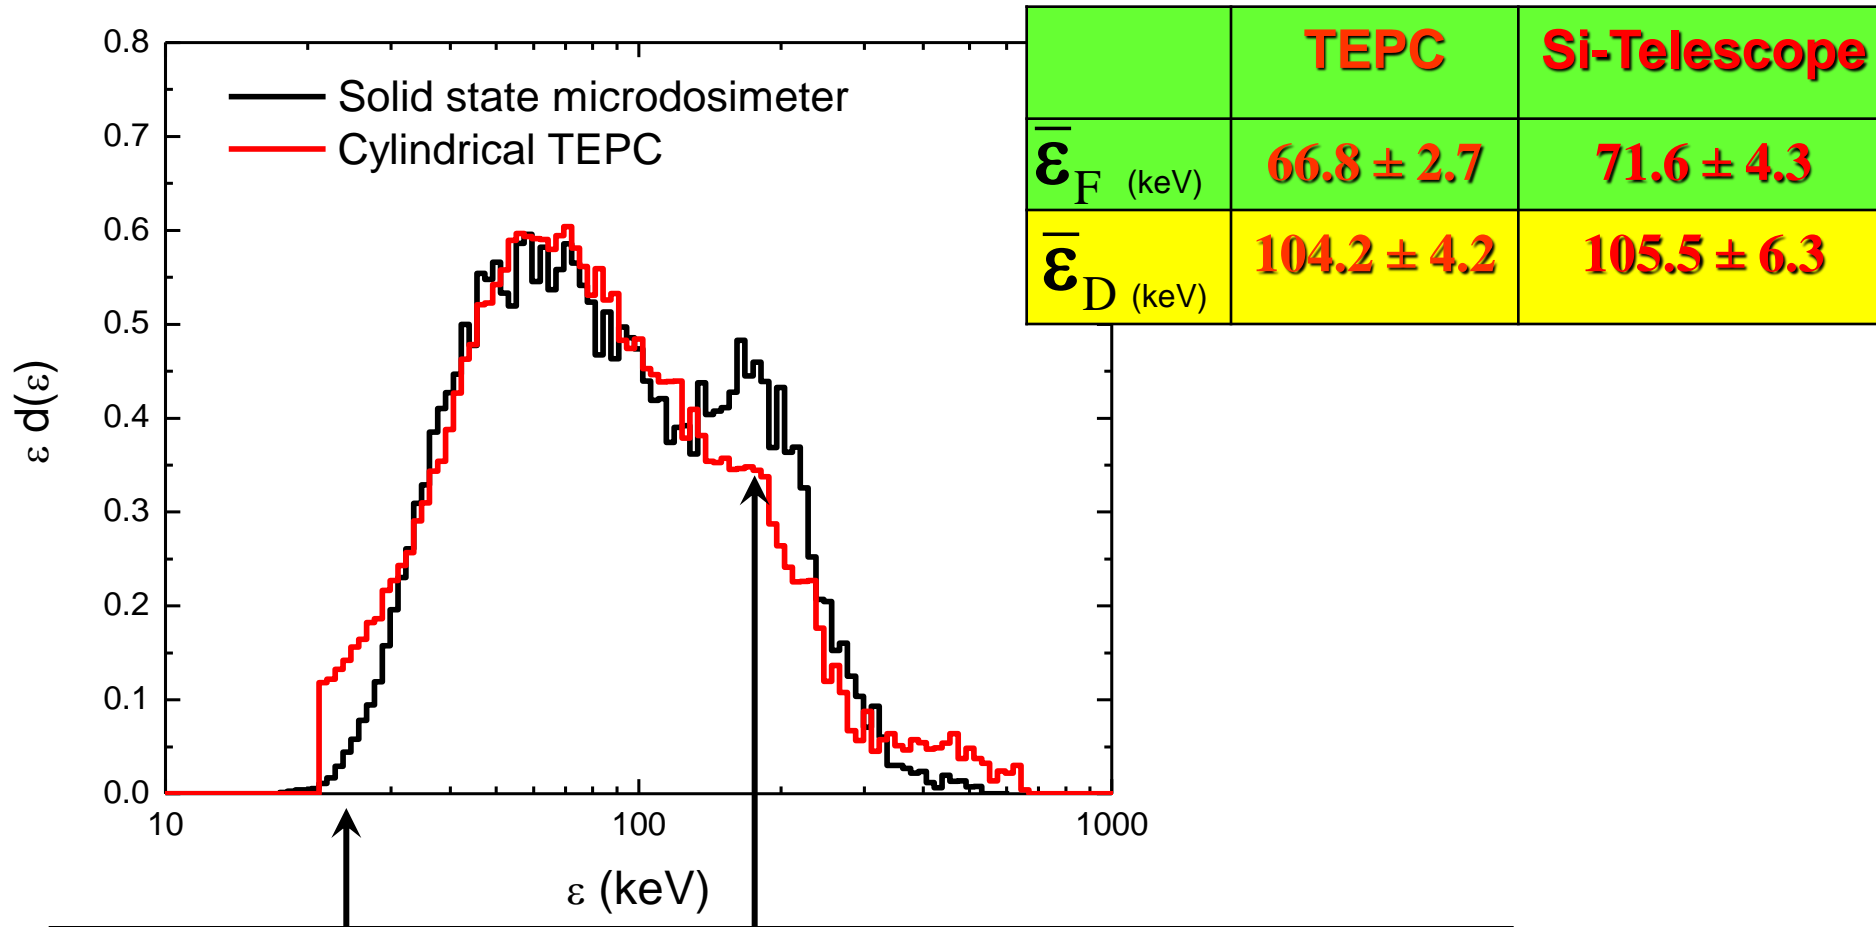 TEPC Si-Telescope
ε̄F (keV) 66.8 ± 2.7 71.6 ± 4.3
ε̄D (keV) 104.2 ± 4.2 105.5 ± 6.3
Solid state microdosimeter
Cylindrical TEPC
0.8
0.7
0.6
0.5
0.4
0.3
0.2
0.1
0.0
ε d(ε)
10 100 1000
ε (keV)